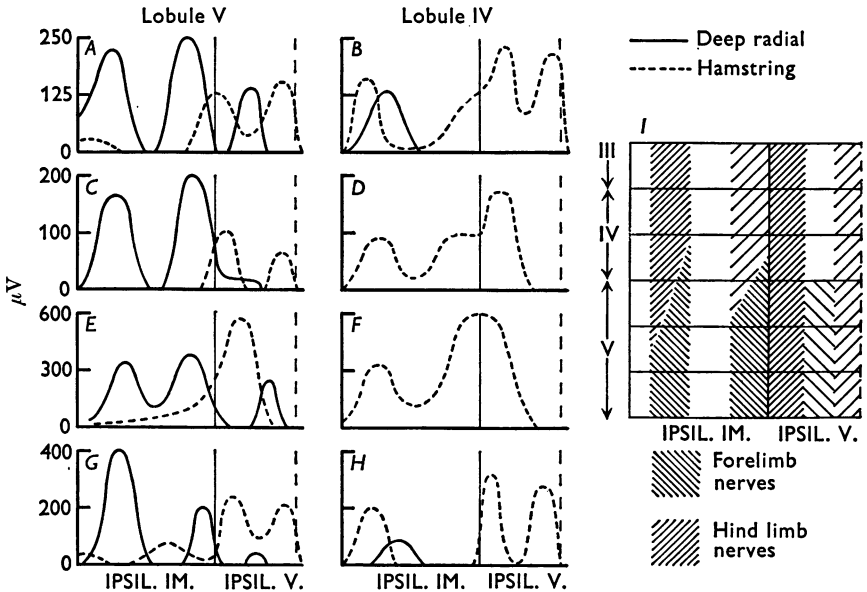 Lobule V
Lobule IV
Deep radial
Hamstring
250
125
0
A
B
200
100
0
C
D
μV
600
300
0
E
F
400
200
0
G
H
IPSIL. IM. IPSIL. V.
IPSIL. IM. IPSIL. V.
I
III
IV
V
IPSIL. IM. IPSIL. V.
Forelimb
nerves
Hind limb
nerves